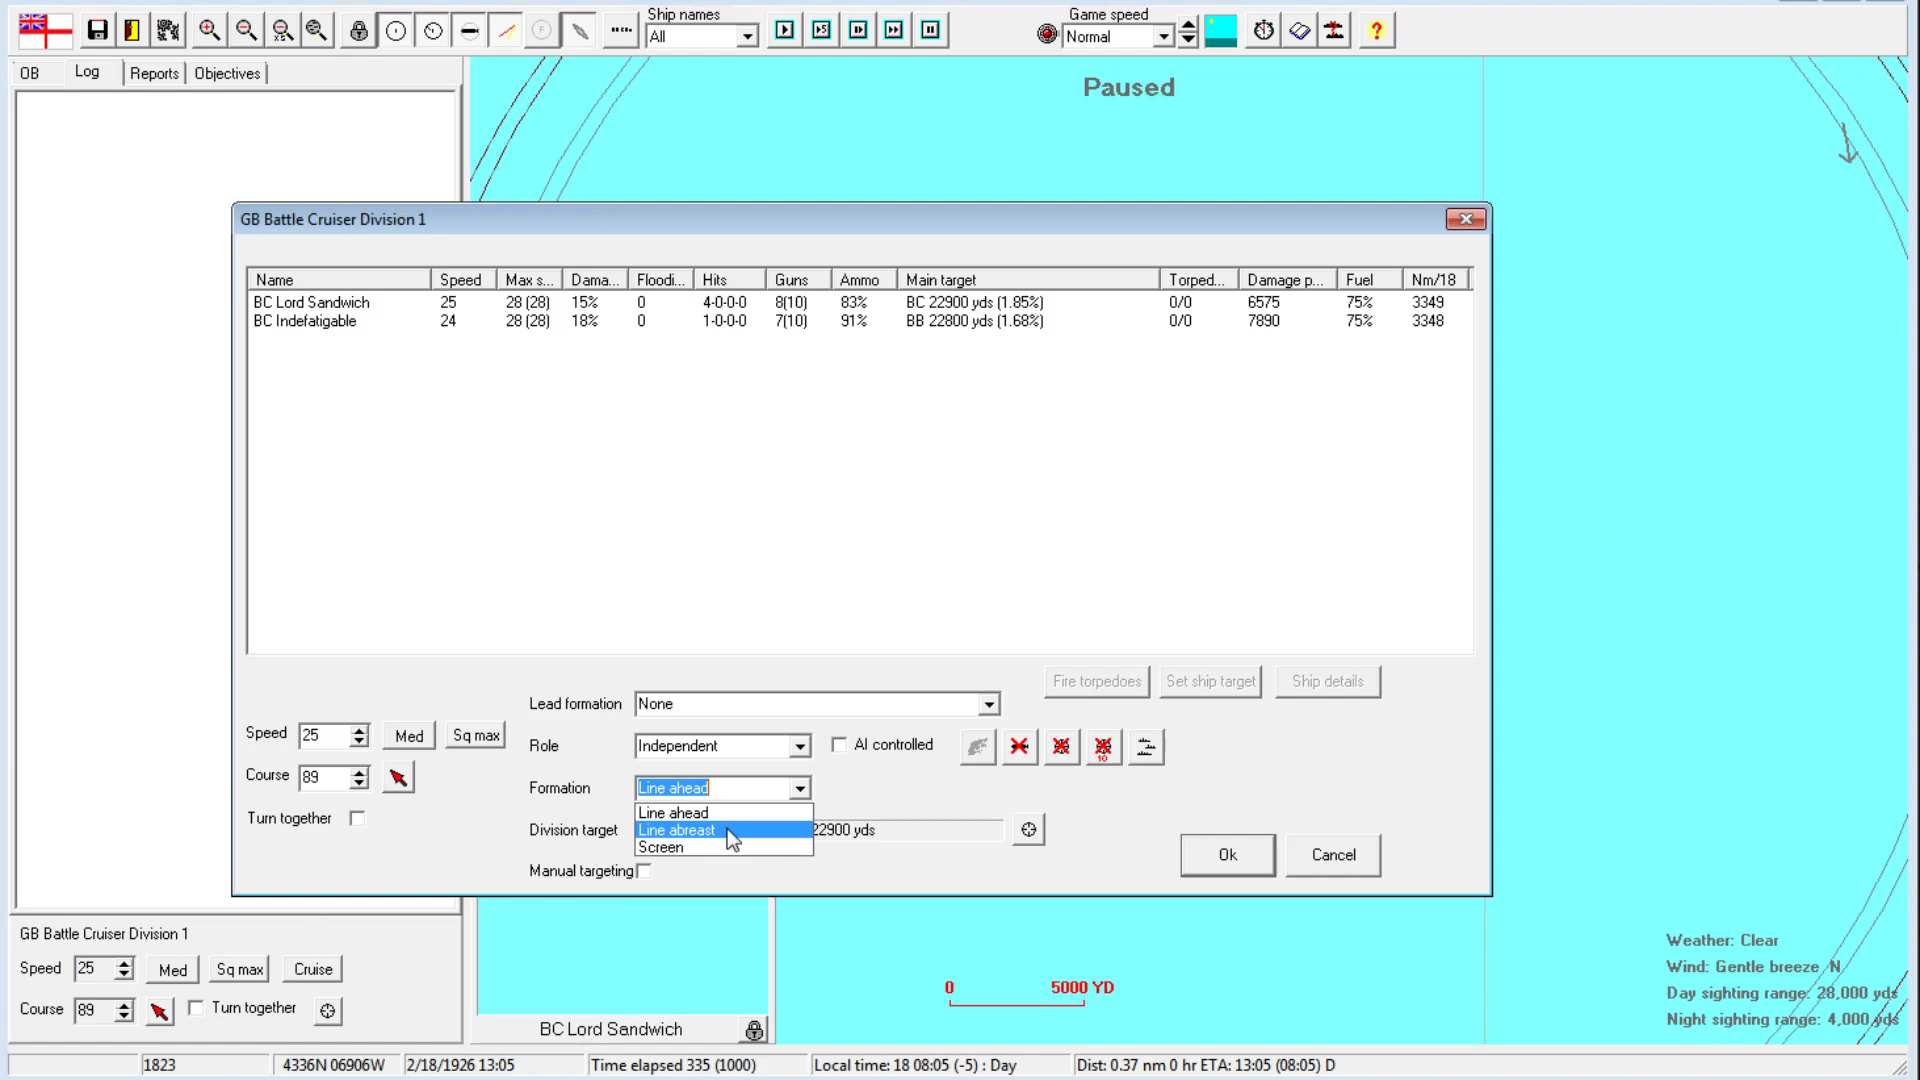 Ship names
All
Game speed
Normal
OB
Log
Reports
Objectives
Paused
GB Battle Cruiser Division 1
Name Speed Max s... Dama... Floodi... Hits Guns Ammo Main target Torped... Damage p... Fuel Nm/18
BC Lord Sandwich 25 28 (28) 15% 0 4-0-0-0 8(10) 83% BC 22900 yds (1.85%) 0/0 6575 75% 3349
BC Indefatigable 24 28 (28) 18% 0 1-0-0-0 7(10) 91% BB 22800 yds (1.68%) 0/0 7890 75% 3348
Fire torpedoes
Set ship target
Ship details
Lead formation None
Speed 25 Med Sq max
Role Independent
AI controlled
10
Course 89
Formation Line ahead
Line ahead
Line abreast
Screen
Turn together
Division target 22900 yds
Manual targeting
Ok
Cancel
GB Battle Cruiser Division 1
Speed 25 Med Sq max Cruise
Course 89 Turn together
BC Lord Sandwich
0 5000 YD
Weather: Clear
Wind: Gentle breeze N
Day sighting range: 28,000 yds
Night sighting range: 4,000 yds
1823
4336N 06906W
2/18/1926 13:05
Time elapsed 335 (1000)
Local time: 18 08:05 (-5) : Day
Dist: 0.37 nm 0 hr ETA: 13:05 (08:05) D